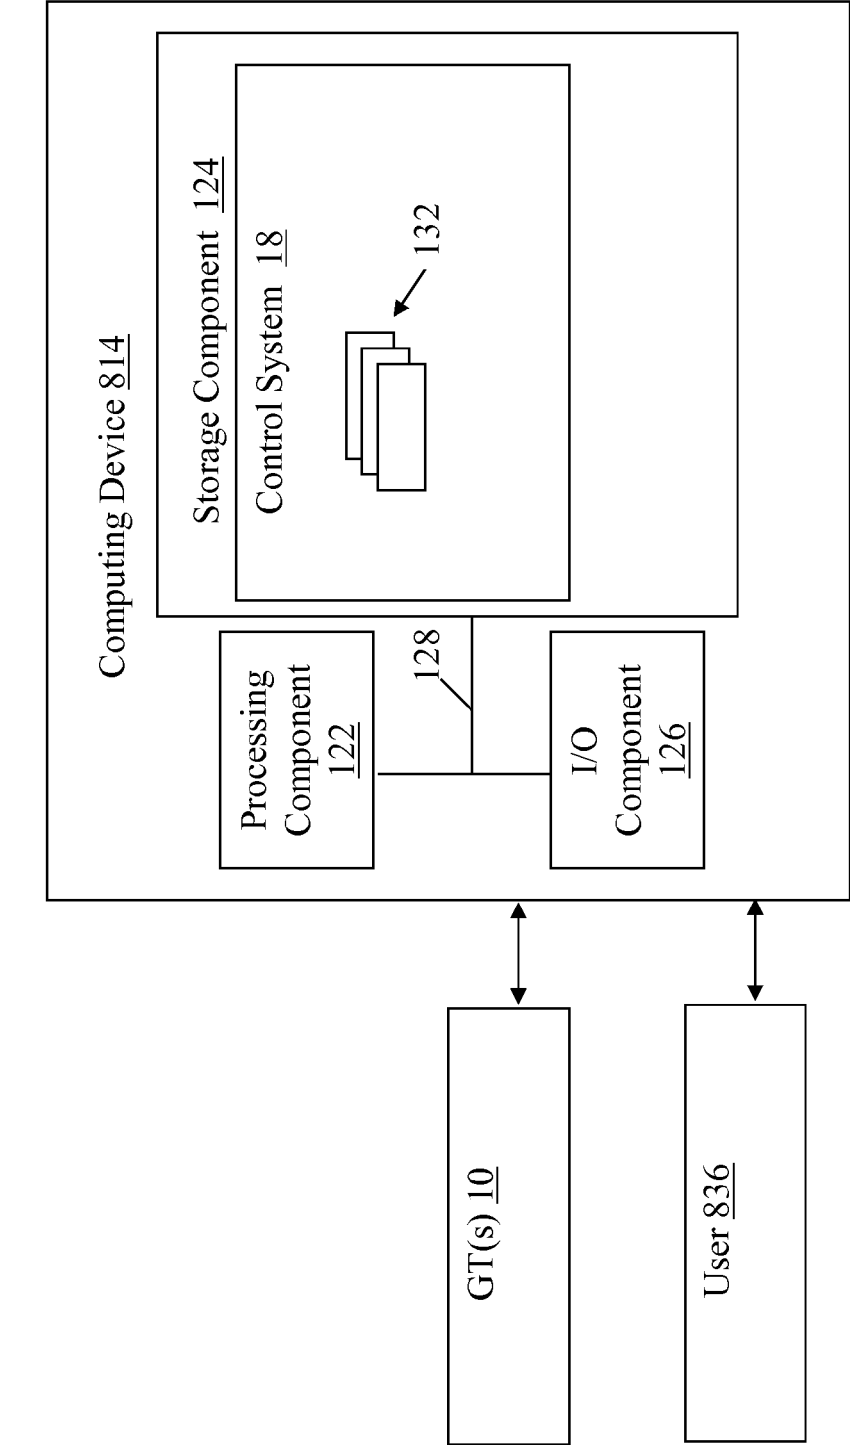 Computing Device 814
Storage Component 124
Control System 18
132
Processing
Component
122
128
I/O
Component
126
GT(s) 10
User 836